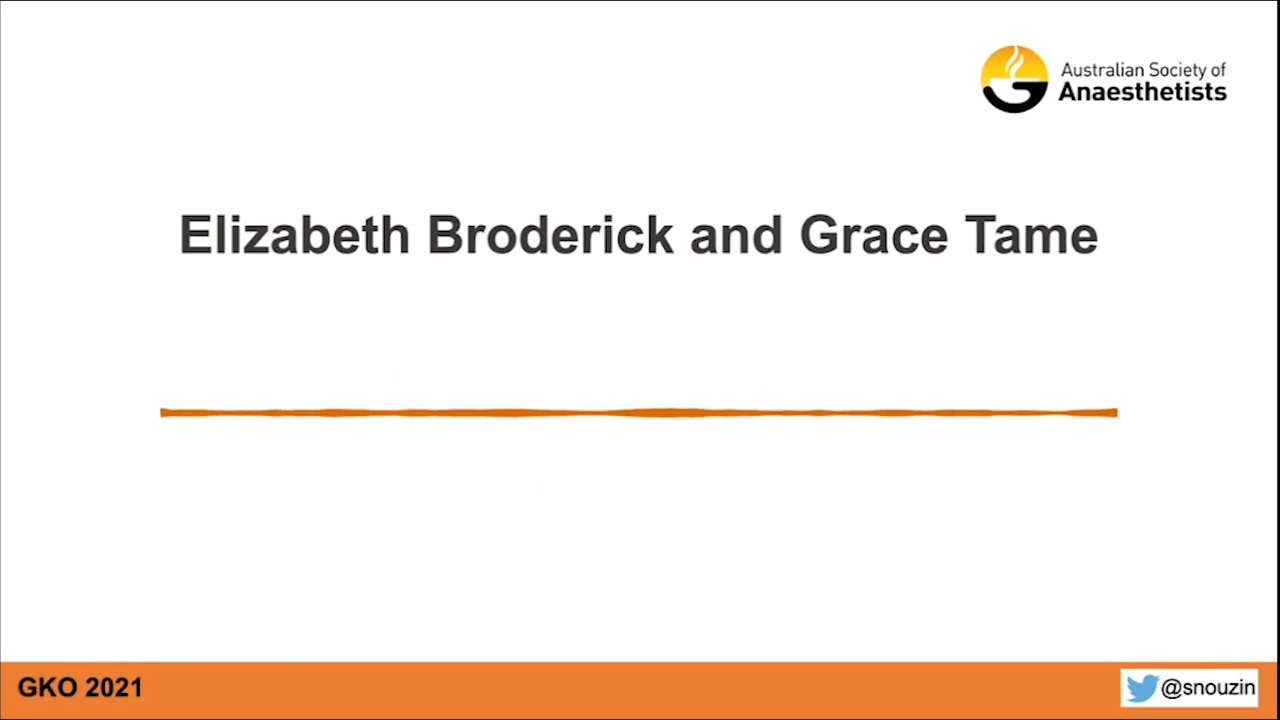 Australian Society of
Anaesthetists
Elizabeth Broderick and Grace Tame
GKO 2021
@snouzin